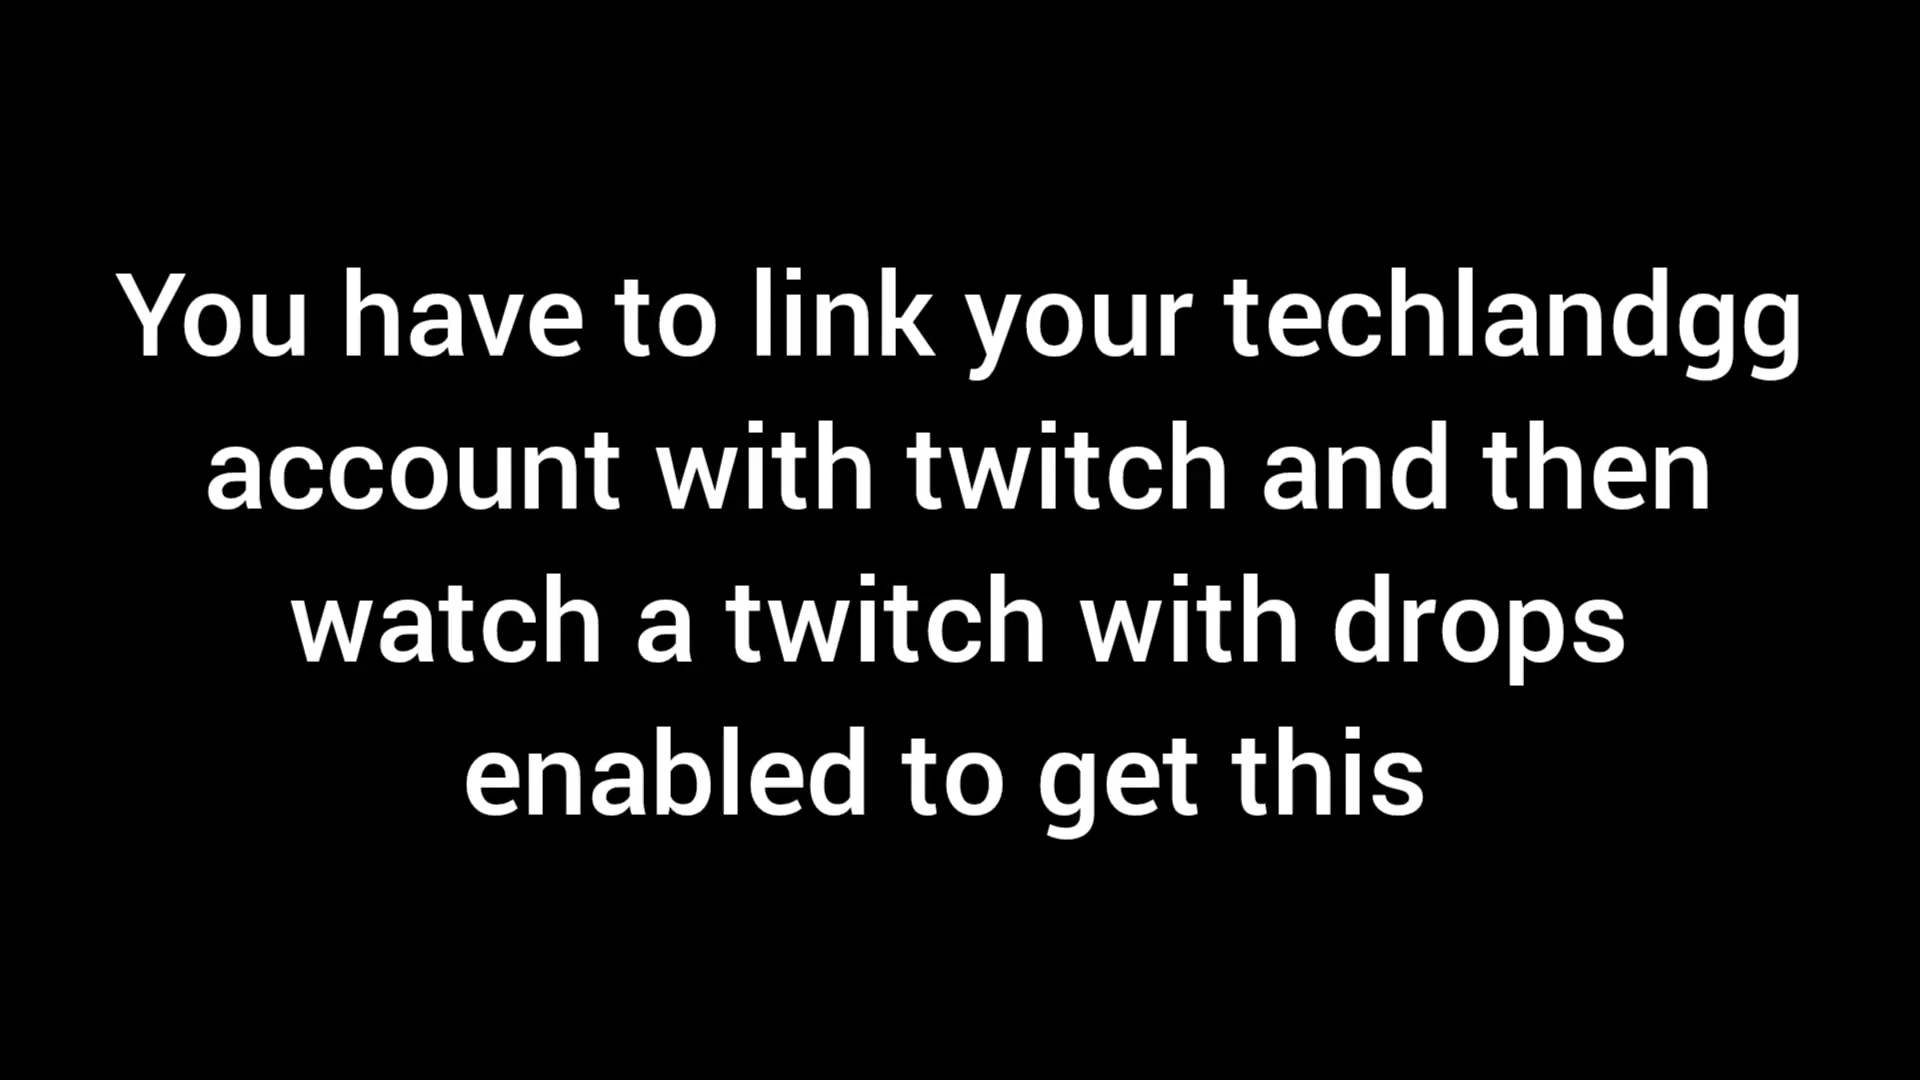 You have to link your techlandgg
account with twitch and then
watch a twitch with drops
enabled to get this